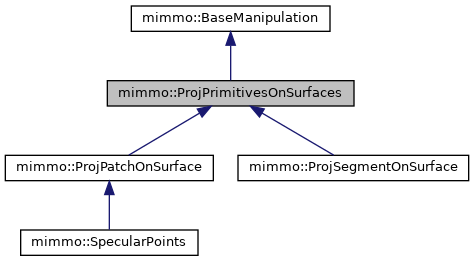 mimmo::BaseManipulation
mimmo::ProjPrimitivesOnSurfaces
mimmo::ProjPatchOnSurface
mimmo::ProjSegmentOnSurface
mimmo::SpecularPoints